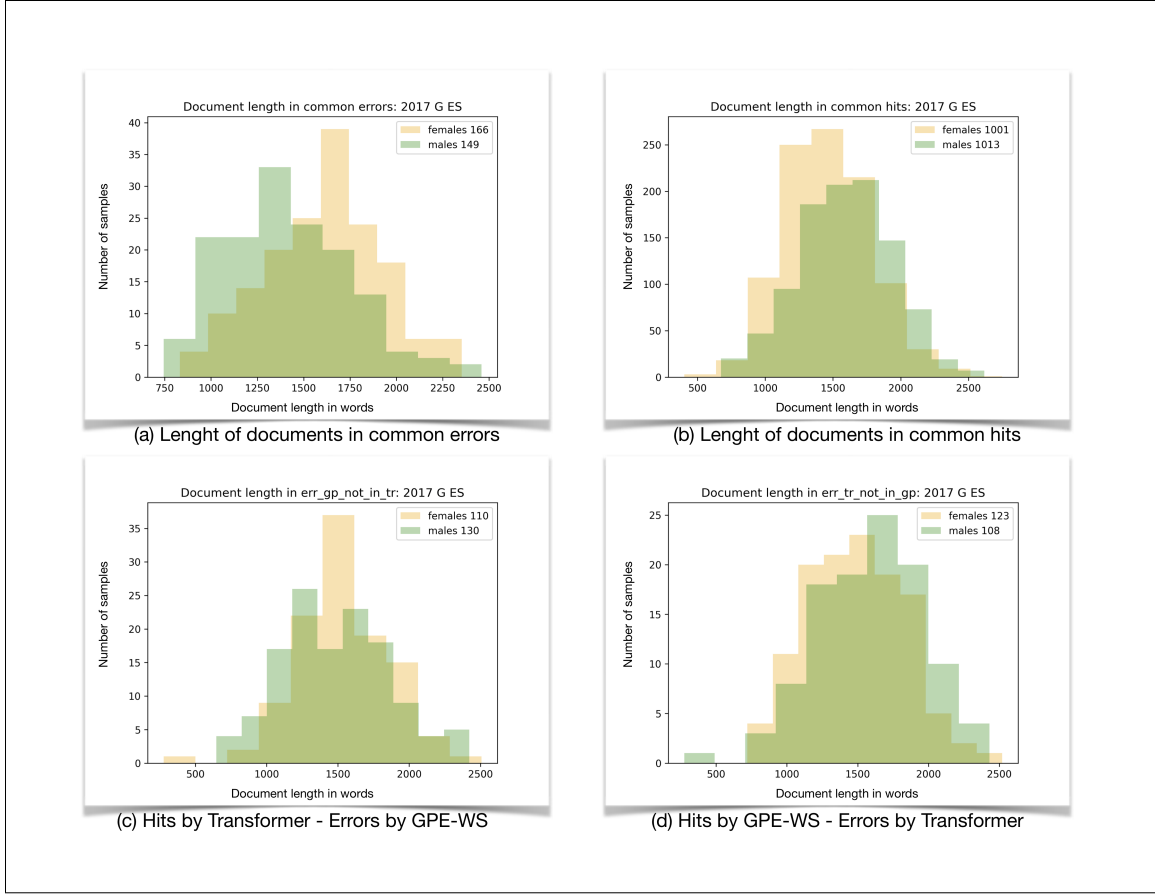 Document length in common errors: 2017 G ES
females 166
males 149
Number of samples
40
35
30
25
20
15
10
5
0
750 1000 1250 1500 1750 2000 2250 2500
Document length in words
(a) Lenght of documents in common errors
Document length in common hits: 2017 G ES
females 1001
males 1013
Number of samples
250
200
150
100
50
0
500 1000 1500 2000 2500
Document length in words
(b) Lenght of documents in common hits
Document length in err_gp_not_in_tr: 2017 G ES
females 110
males 130
Number of samples
35
30
25
20
15
10
5
0
500 1000 1500 2000 2500
Document length in words
(c) Hits by Transformer - Errors by GPE-WS
Document length in err_tr_not_in_gp: 2017 G ES
females 123
males 108
Number of samples
25
20
15
10
5
0
500 1000 1500 2000 2500
Document length in words
(d) Hits by GPE-WS - Errors by Transformer